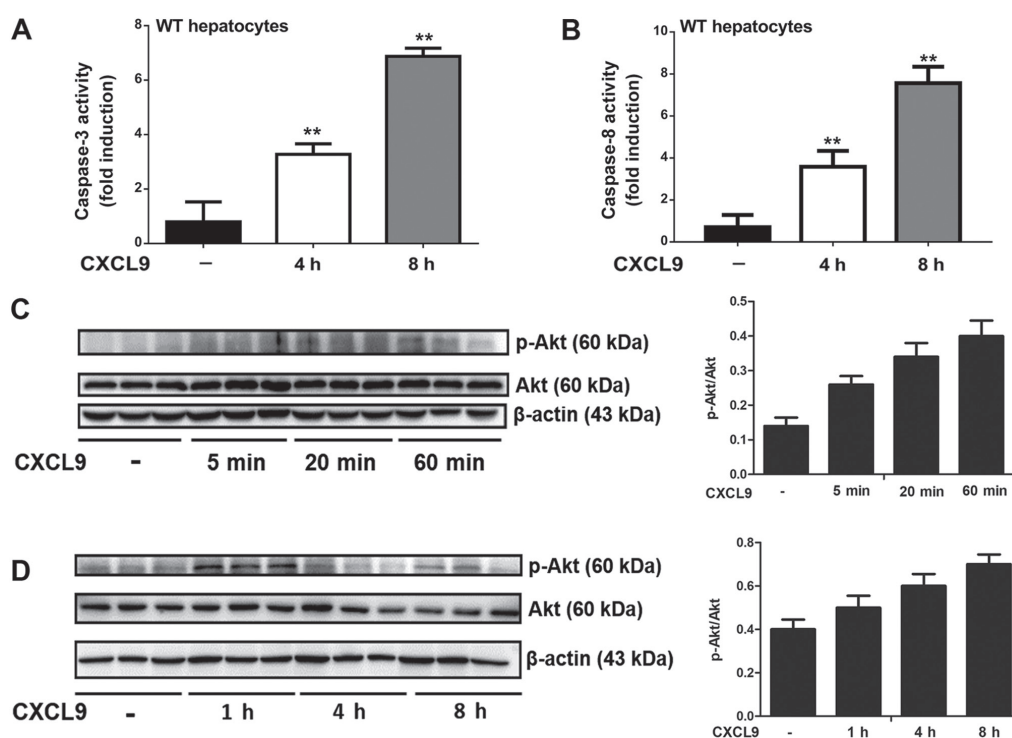 A
WT hepatocytes
Caspase-3 activity
(fold induction)
8
6
4
2
0
**
**
CXCL9 – 4 h 8 h
B
WT hepatocytes
Caspase-8 activity
(fold induction)
10
8
6
4
2
0
**
**
CXCL9 – 4 h 8 h
C
p-Akt (60 kDa)
Akt (60 kDa)
β-actin (43 kDa)
CXCL9 - 5 min 20 min 60 min
p-Akt/Akt
0.5
0.4
0.3
0.2
0.1
0.0
CXCL9 - 5 min 20 min 60 min
D
p-Akt (60 kDa)
Akt (60 kDa)
β-actin (43 kDa)
CXCL9 - 1 h 4 h 8 h
p-Akt/Akt
0.8
0.6
0.4
0.2
0.0
CXCL9 - 1 h 4 h 8 h